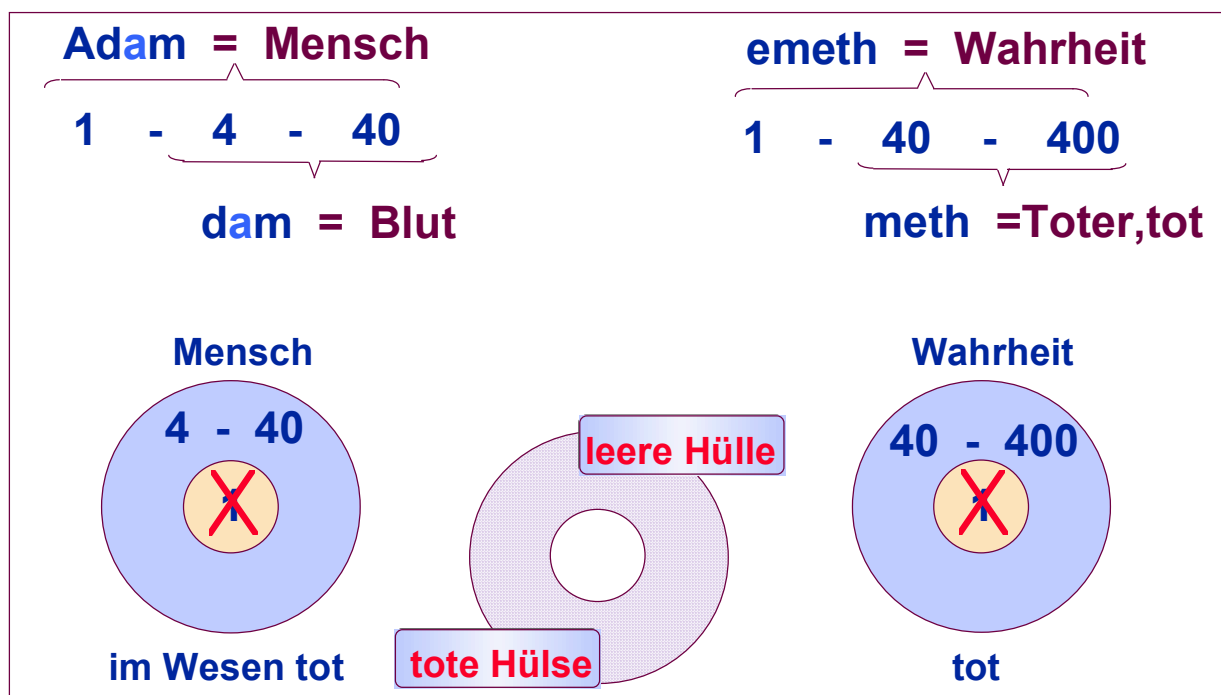 Adam = Mensch
1 - 4 - 40
dam = Blut
emeth = Wahrheit
1 - 40 - 400
meth =Toter,tot
Mensch
4 - 40
1
im Wesen tot
leere Hülle
tote Hülse
Wahrheit
40 - 400
1
tot